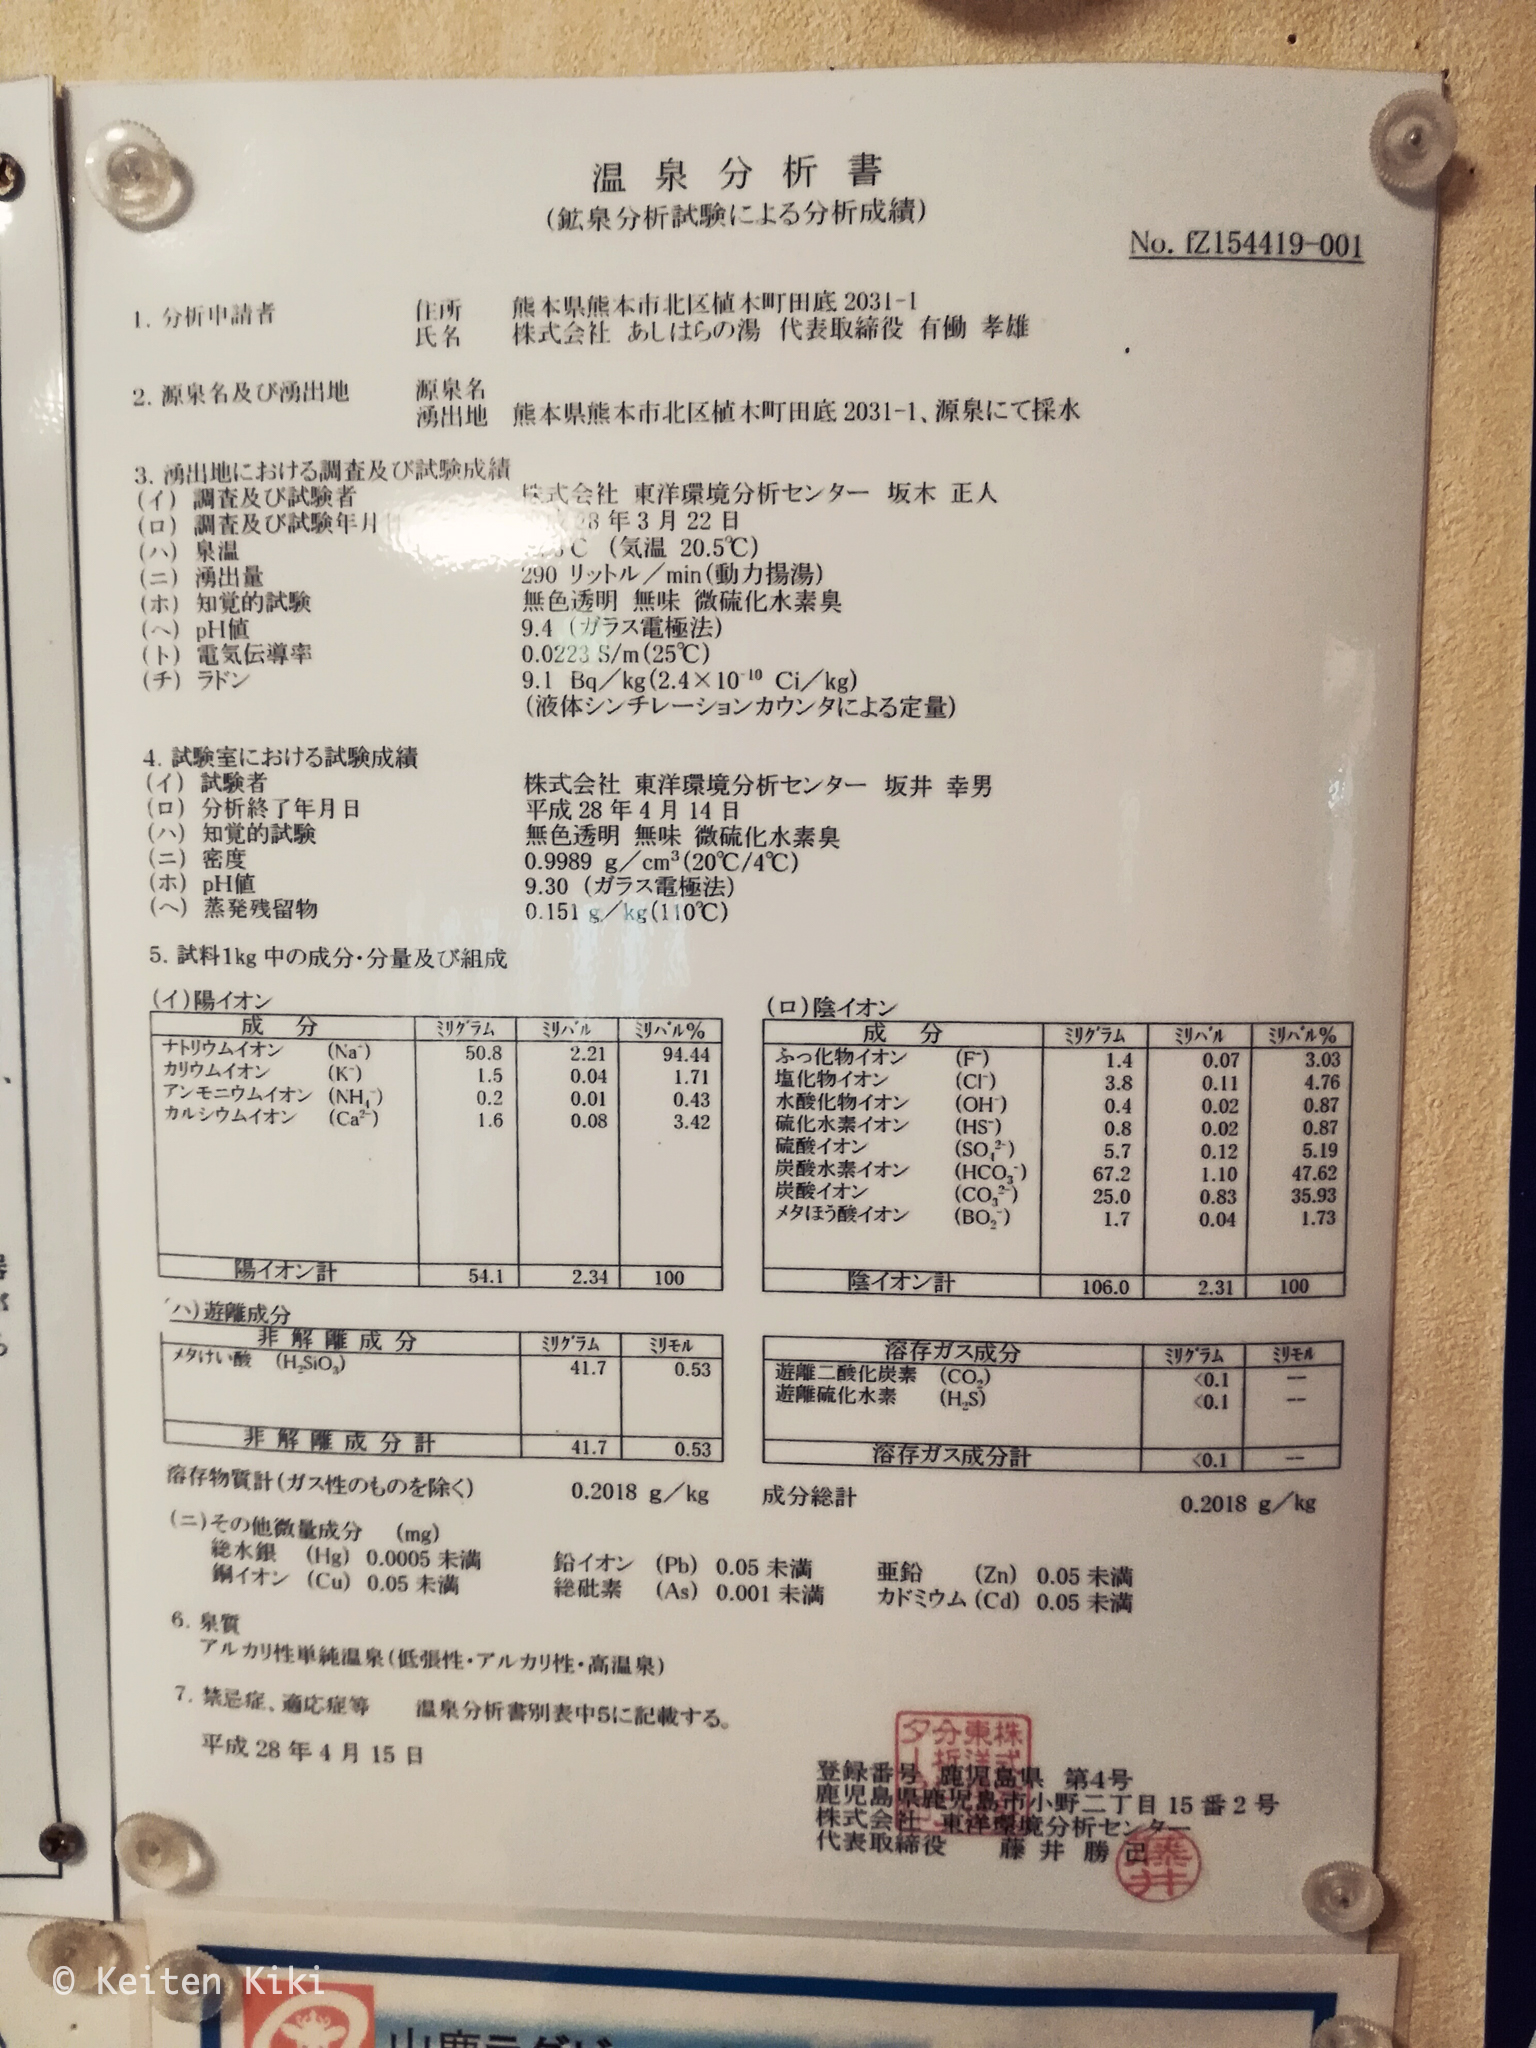 温泉分析書
(鉱泉分析試験による分析成績)
No. fZ154419-001
1. 分析申請者 住所 熊本県熊本市北区植木町田底 2031-1
氏名 株式会社 あしはらの湯 代表取締役 有働 孝雄
2. 源泉名及び湧出地 源泉名
湧出地 熊本県熊本市北区植木町田底 2031-1、源泉にて採水
3. 湧出地における調査及び試験成績
(イ) 調査及び試験者 株式会社 東洋環境分析センター 坂木 正人
(ロ) 調査及び試験年月 28 年 3 月 22 日
(ハ) 泉温 ℃ (気温 20.5℃)
(ニ) 湧出量 290 リットル/min(動力揚湯)
(ホ) 知覚的試験 無色透明 無味 微硫化水素臭
(ヘ) pH値 9.4 (ガラス電極法)
(ト) 電気伝導率 0.0223 S/m(25℃)
(チ) ラドン 9.1 Bq/kg(2.4×10⁻¹⁰ Ci/kg)
(液体シンチレーションカウンタによる定量)
4. 試験室における試験成績
(イ) 試験者 株式会社 東洋環境分析センター 坂井 幸男
(ロ) 分析終了年月日 平成 28 年 4 月 14 日
(ハ) 知覚的試験 無色透明 無味 微硫化水素臭
(ニ) 密度 0.9989 g/cm³(20℃/4℃)
(ホ) pH値 9.30 (ガラス電極法)
(ヘ) 蒸発残留物 0.151 g/kg(110℃)
5. 試料1kg 中の成分・分量及び組成
(イ)陽イオン
成分 ミリグラム ミリバル ミリバル%
ナトリウムイオン (Na⁺) 50.8 2.21 94.44
カリウムイオン (K⁺) 1.5 0.04 1.71
アンモニウムイオン (NH₄⁺) 0.2 0.01 0.43
カルシウムイオン (Ca²⁺) 1.6 0.08 3.42
陽イオン計 54.1 2.34 100
(ロ)陰イオン
成分 ミリグラム ミリバル ミリバル%
ふっ化物イオン (F⁻) 1.4 0.07 3.03
塩化物イオン (Cl⁻) 3.8 0.11 4.76
水酸化物イオン (OH⁻) 0.4 0.02 0.87
硫化水素イオン (HS⁻) 0.8 0.02 0.87
硫酸イオン (SO₄²⁻) 5.7 0.12 5.19
炭酸水素イオン (HCO₃⁻) 67.2 1.10 47.62
炭酸イオン (CO₃²⁻) 25.0 0.83 35.93
メタほう酸イオン (BO₂⁻) 1.7 0.04 1.73
陰イオン計 106.0 2.31 100
(ハ)遊離成分
非解離成分 ミリグラム ミリモル
メタけい酸 (H₂SiO₃) 41.7 0.53
非解離成分計 41.7 0.53
溶存ガス成分 ミリグラム ミリモル
遊離二酸化炭素 (CO₂) <0.1 --
遊離硫化水素 (H₂S) <0.1 --
溶存ガス成分計 <0.1 --
溶存物質計(ガス性のものを除く) 0.2018 g/kg 成分総計 0.2018 g/kg
(ニ)その他微量成分 (mg)
総水銀 (Hg) 0.0005 未満 鉛イオン (Pb) 0.05 未満 亜鉛 (Zn) 0.05 未満
銅イオン (Cu) 0.05 未満 総砒素 (As) 0.001 未満 カドミウム (Cd) 0.05 未満
6. 泉質
アルカリ性単純温泉(低張性・アルカリ性・高温泉)
7. 禁忌症、適応症等 温泉分析書別表中5に記載する。
平成 28 年 4 月 15 日
登録番号 鹿児島県 第4号
鹿児島県鹿児島市小野二丁目 15 番 2 号
株式会社 東洋環境分析センター
代表取締役 藤井 勝己
© Keiten Kiki